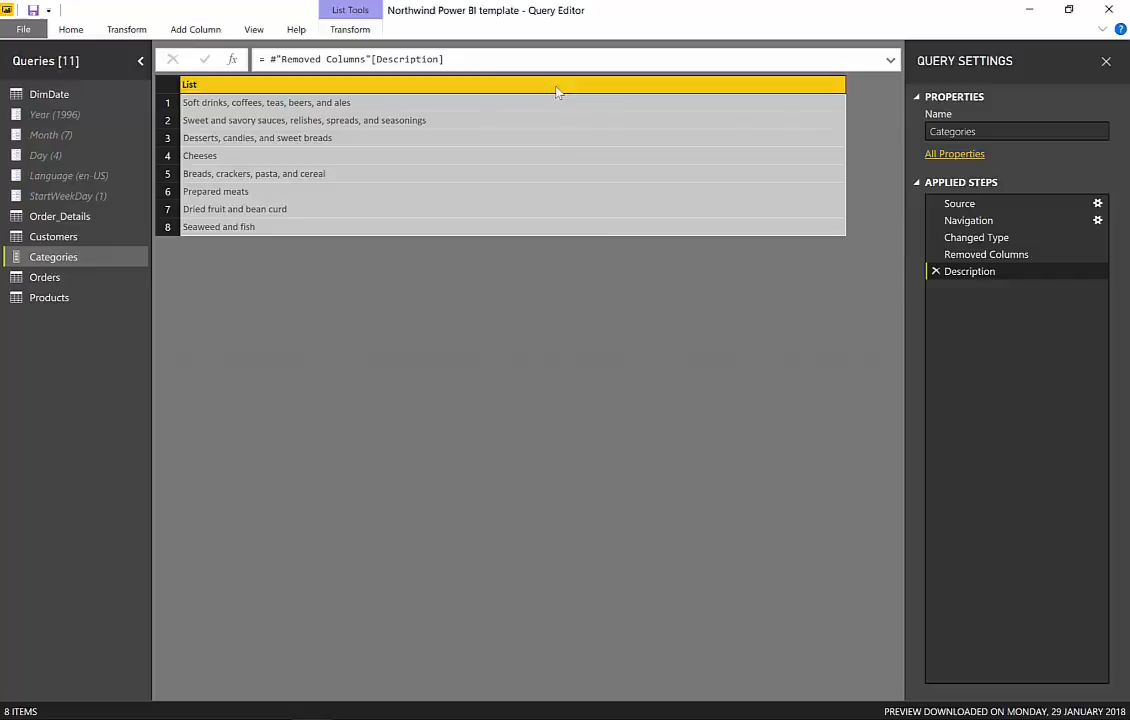 List Tools
Northwind Power BI template - Query Editor
File
Home
Transform
Add Column
View
Help
Transform
Queries [11]
fx
= #"Removed Columns"[Description]
DimDate
Year (1996)
Month (7)
Day (4)
Language (en-US)
StartWeekDay (1)
Order_Details
Customers
Categories
Orders
Products
List
1 Soft drinks, coffees, teas, beers, and ales
2 Sweet and savory sauces, relishes, spreads, and seasonings
3 Desserts, candies, and sweet breads
4 Cheeses
5 Breads, crackers, pasta, and cereal
6 Prepared meats
7 Dried fruit and bean curd
8 Seaweed and fish
QUERY SETTINGS
PROPERTIES
Name
Categories
All Properties
APPLIED STEPS
Source
Navigation
Changed Type
Removed Columns
Description
8 ITEMS
PREVIEW DOWNLOADED ON MONDAY, 29 JANUARY 2018